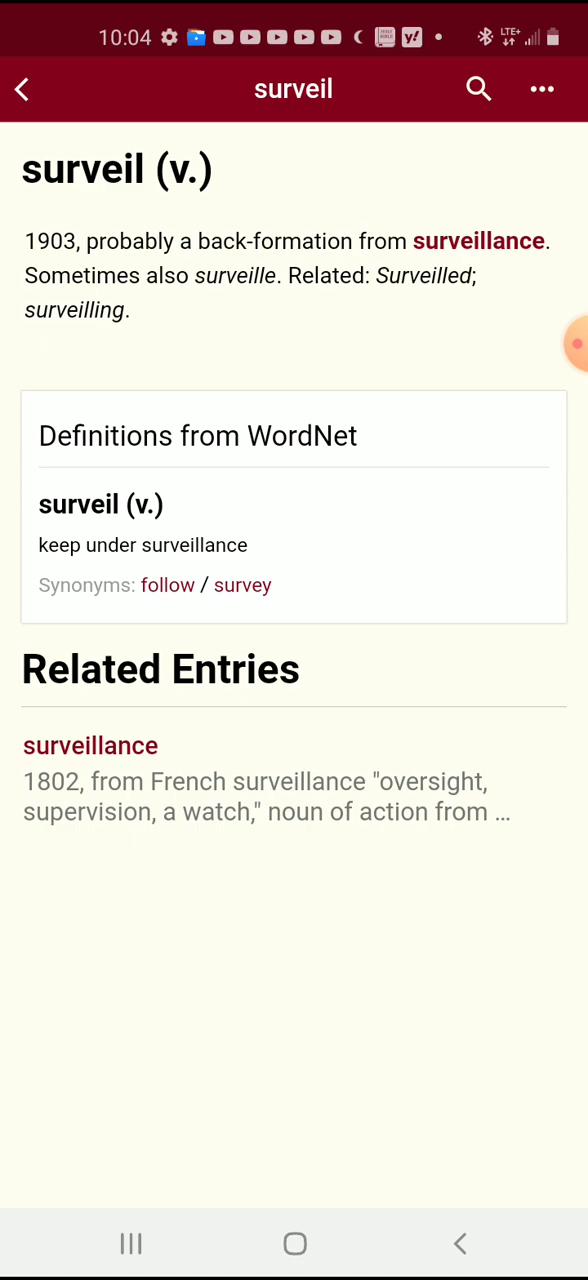 10:04
LTE+
surveil
surveil (v.)
1903, probably a back-formation from surveillance.
Sometimes also surveille. Related: Surveilled;
surveilling.
Definitions from WordNet
surveil (v.)
keep under surveillance
Synonyms: follow / survey
Related Entries
surveillance
1802, from French surveillance "oversight,
supervision, a watch," noun of action from ...